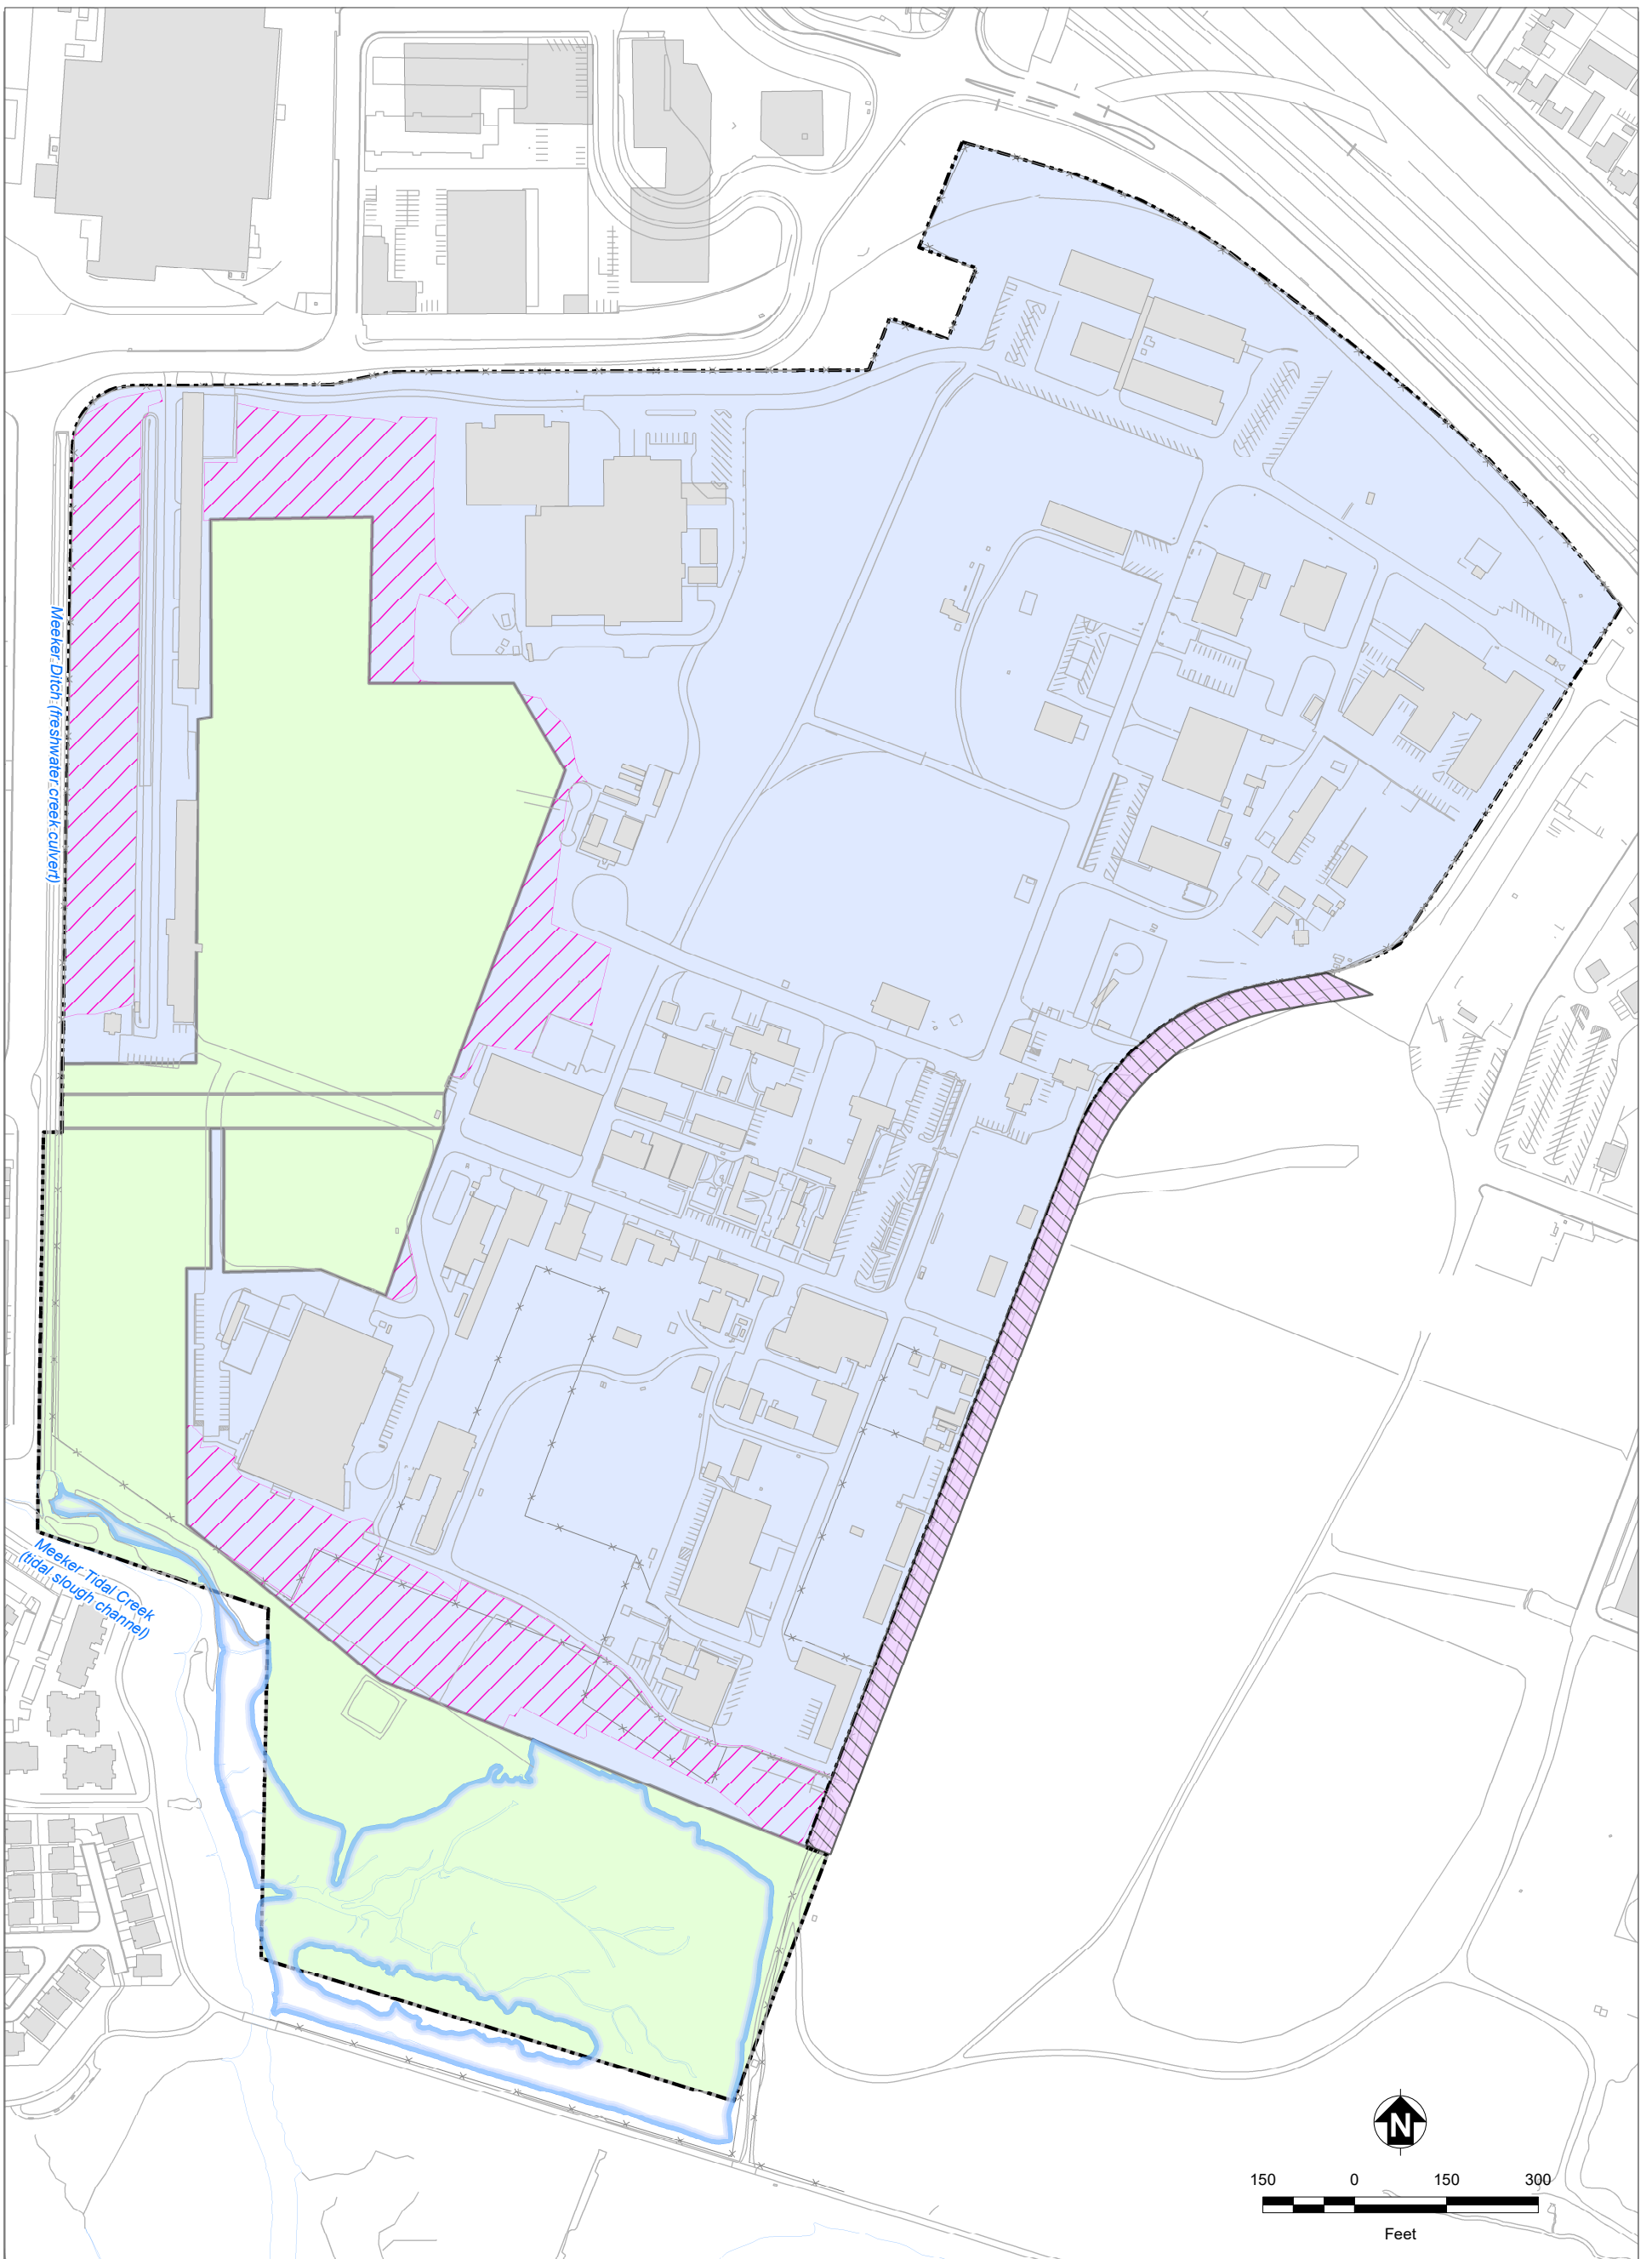 Meeker Ditch (freshwater creek culvert)
Meeker Tidal Creek
(tidal slough channel)
N
150 0 150 300
Feet